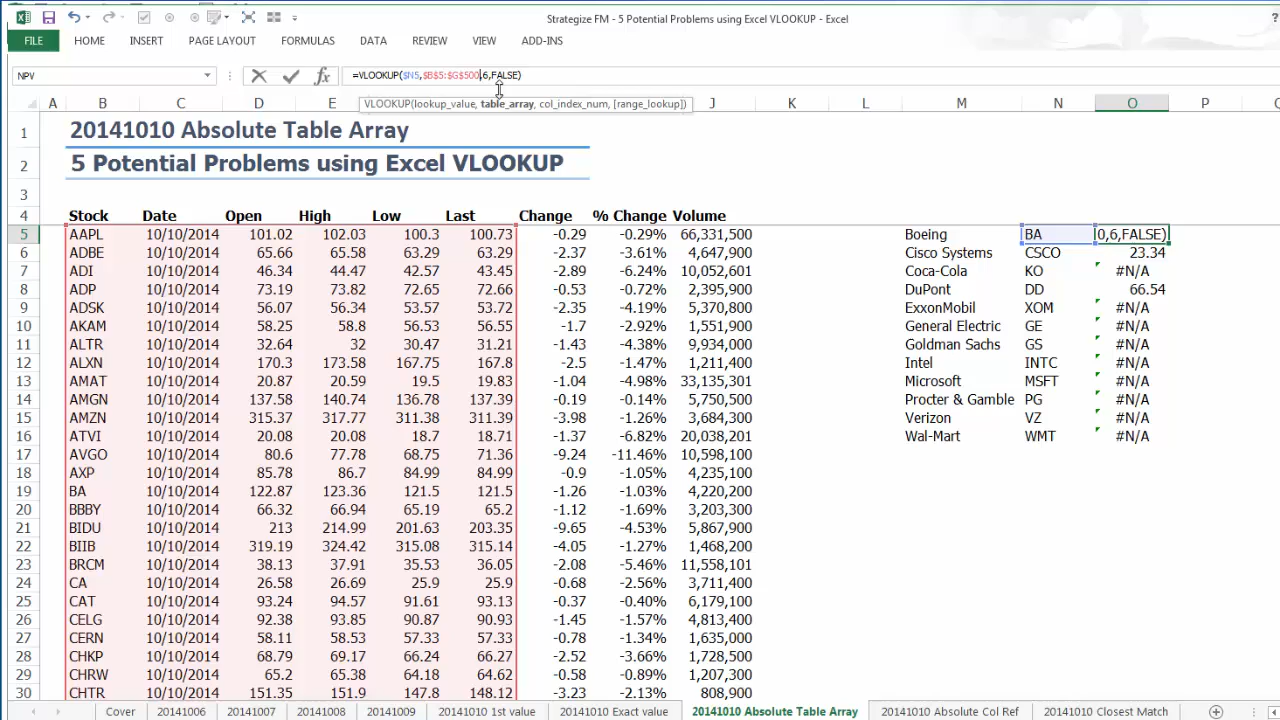 Strategize FM - 5 Potential Problems using Excel VLOOKUP - Excel
?
FILE HOME INSERT PAGE LAYOUT FORMULAS DATA REVIEW VIEW ADD-INS
NPV fx =VLOOKUP($N5,$B$5:$G$500,6,FALSE)
VLOOKUP(lookup_value, table_array, col_index_num, [range_lookup])
A B C D E J K L M N O P
1 20141010 Absolute Table Array
2 5 Potential Problems using Excel VLOOKUP
3
4 Stock Date Open High Low Last Change % Change Volume
5 AAPL 10/10/2014 101.02 102.03 100.3 100.73 -0.29 -0.29% 66,331,500 Boeing BA 0,6,FALSE)
6 ADBE 10/10/2014 65.66 65.58 63.29 63.29 -2.37 -3.61% 4,647,900 Cisco Systems CSCO 23.34
7 ADI 10/10/2014 46.34 44.47 42.57 43.45 -2.89 -6.24% 10,052,601 Coca-Cola KO #N/A
8 ADP 10/10/2014 73.19 73.82 72.65 72.66 -0.53 -0.72% 2,395,900 DuPont DD 66.54
9 ADSK 10/10/2014 56.07 56.34 53.57 53.72 -2.35 -4.19% 5,370,800 ExxonMobil XOM #N/A
10 AKAM 10/10/2014 58.25 58.8 56.53 56.55 -1.7 -2.92% 1,551,900 General Electric GE #N/A
11 ALTR 10/10/2014 32.64 32 30.47 31.21 -1.43 -4.38% 9,934,000 Goldman Sachs GS #N/A
12 ALXN 10/10/2014 170.3 173.58 167.75 167.8 -2.5 -1.47% 1,211,400 Intel INTC #N/A
13 AMAT 10/10/2014 20.87 20.59 19.5 19.83 -1.04 -4.98% 33,135,301 Microsoft MSFT #N/A
14 AMGN 10/10/2014 137.58 140.74 136.78 137.39 -0.19 -0.14% 5,750,500 Procter & Gamble PG #N/A
15 AMZN 10/10/2014 315.37 317.77 311.38 311.39 -3.98 -1.26% 3,684,300 Verizon VZ #N/A
16 ATVI 10/10/2014 20.08 20.08 18.7 18.71 -1.37 -6.82% 20,038,201 Wal-Mart WMT #N/A
17 AVGO 10/10/2014 80.6 77.78 68.75 71.36 -9.24 -11.46% 10,598,100
18 AXP 10/10/2014 85.78 86.7 84.99 84.99 -0.9 -1.05% 4,235,100
19 BA 10/10/2014 122.87 123.36 121.5 121.5 -1.26 -1.03% 4,220,200
20 BBBY 10/10/2014 66.32 66.94 65.19 65.2 -1.12 -1.69% 3,203,300
21 BIDU 10/10/2014 213 214.99 201.63 203.35 -9.65 -4.53% 5,867,900
22 BIIB 10/10/2014 319.19 324.42 315.08 315.14 -4.05 -1.27% 1,468,200
23 BRCM 10/10/2014 38.13 37.91 35.53 36.05 -2.08 -5.46% 11,558,101
24 CA 10/10/2014 26.58 26.69 25.9 25.9 -0.68 -2.56% 3,711,400
25 CAT 10/10/2014 93.24 94.57 91.61 93.13 -0.37 -0.40% 6,179,100
26 CELG 10/10/2014 92.38 93.85 90.87 90.93 -1.45 -1.57% 4,813,400
27 CERN 10/10/2014 58.11 58.53 57.33 57.33 -0.78 -1.34% 1,635,000
28 CHKP 10/10/2014 68.79 69.17 66.24 66.27 -2.52 -3.66% 1,728,500
29 CHRW 10/10/2014 65.2 65.38 64.18 64.62 -0.58 -0.89% 1,207,300
30 CHTR 10/10/2014 151.35 151.9 147.8 148.12 -3.23 -2.13% 808,900
Cover 20141006 20141007 20141008 20141009 20141010 1st value 20141010 Exact value 20141010 Absolute Table Array 20141010 Absolute Col Ref 20141010 Closest Match